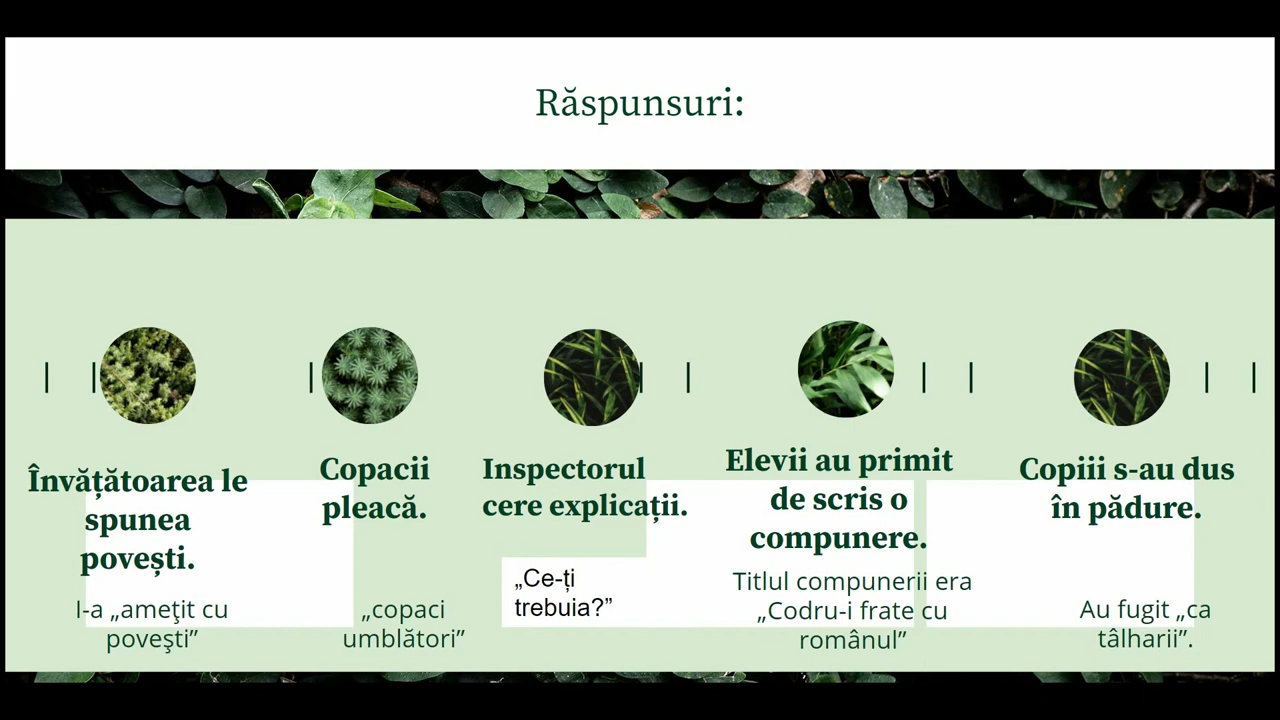 Răspunsuri:
Învățătoarea le
spunea
povești.
I-a „ameţit cu
poveşti”
Copacii
pleacă.
„copaci
umblători”
Inspectorul
cere explicații.
„Ce-ți
trebuia?”
Elevii au primit
de scris o
compunere.
Titlul compunerii era
„Codru-i frate cu
românul”
Copiii s-au dus
în pădure.
Au fugit „ca
tâlharii”.